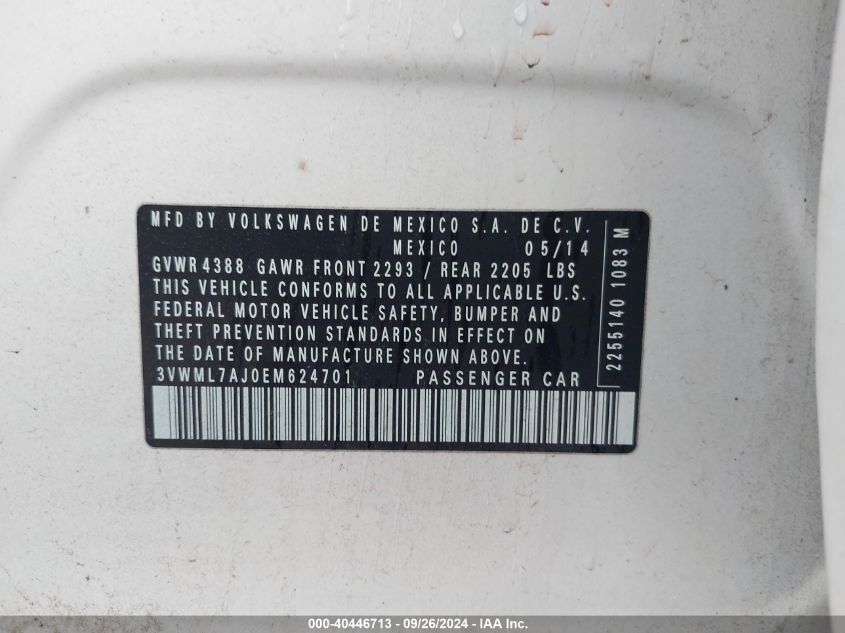 MFD BY VOLKSWAGEN DE MEXICO S.A. DE C.V.
MEXICO 05/14
GVWR 4388 GAWR FRONT 2293 / REAR 2205 LBS
THIS VEHICLE CONFORMS TO ALL APPLICABLE U.S.
FEDERAL MOTOR VEHICLE SAFETY, BUMPER AND
THEFT PREVENTION STANDARDS IN EFFECT ON
THE DATE OF MANUFACTURE SHOWN ABOVE.
3VWML7AJ0EM624701 PASSENGER CAR
2255140 1083 M
000-40446713 - 09/26/2024 - IAA Inc.